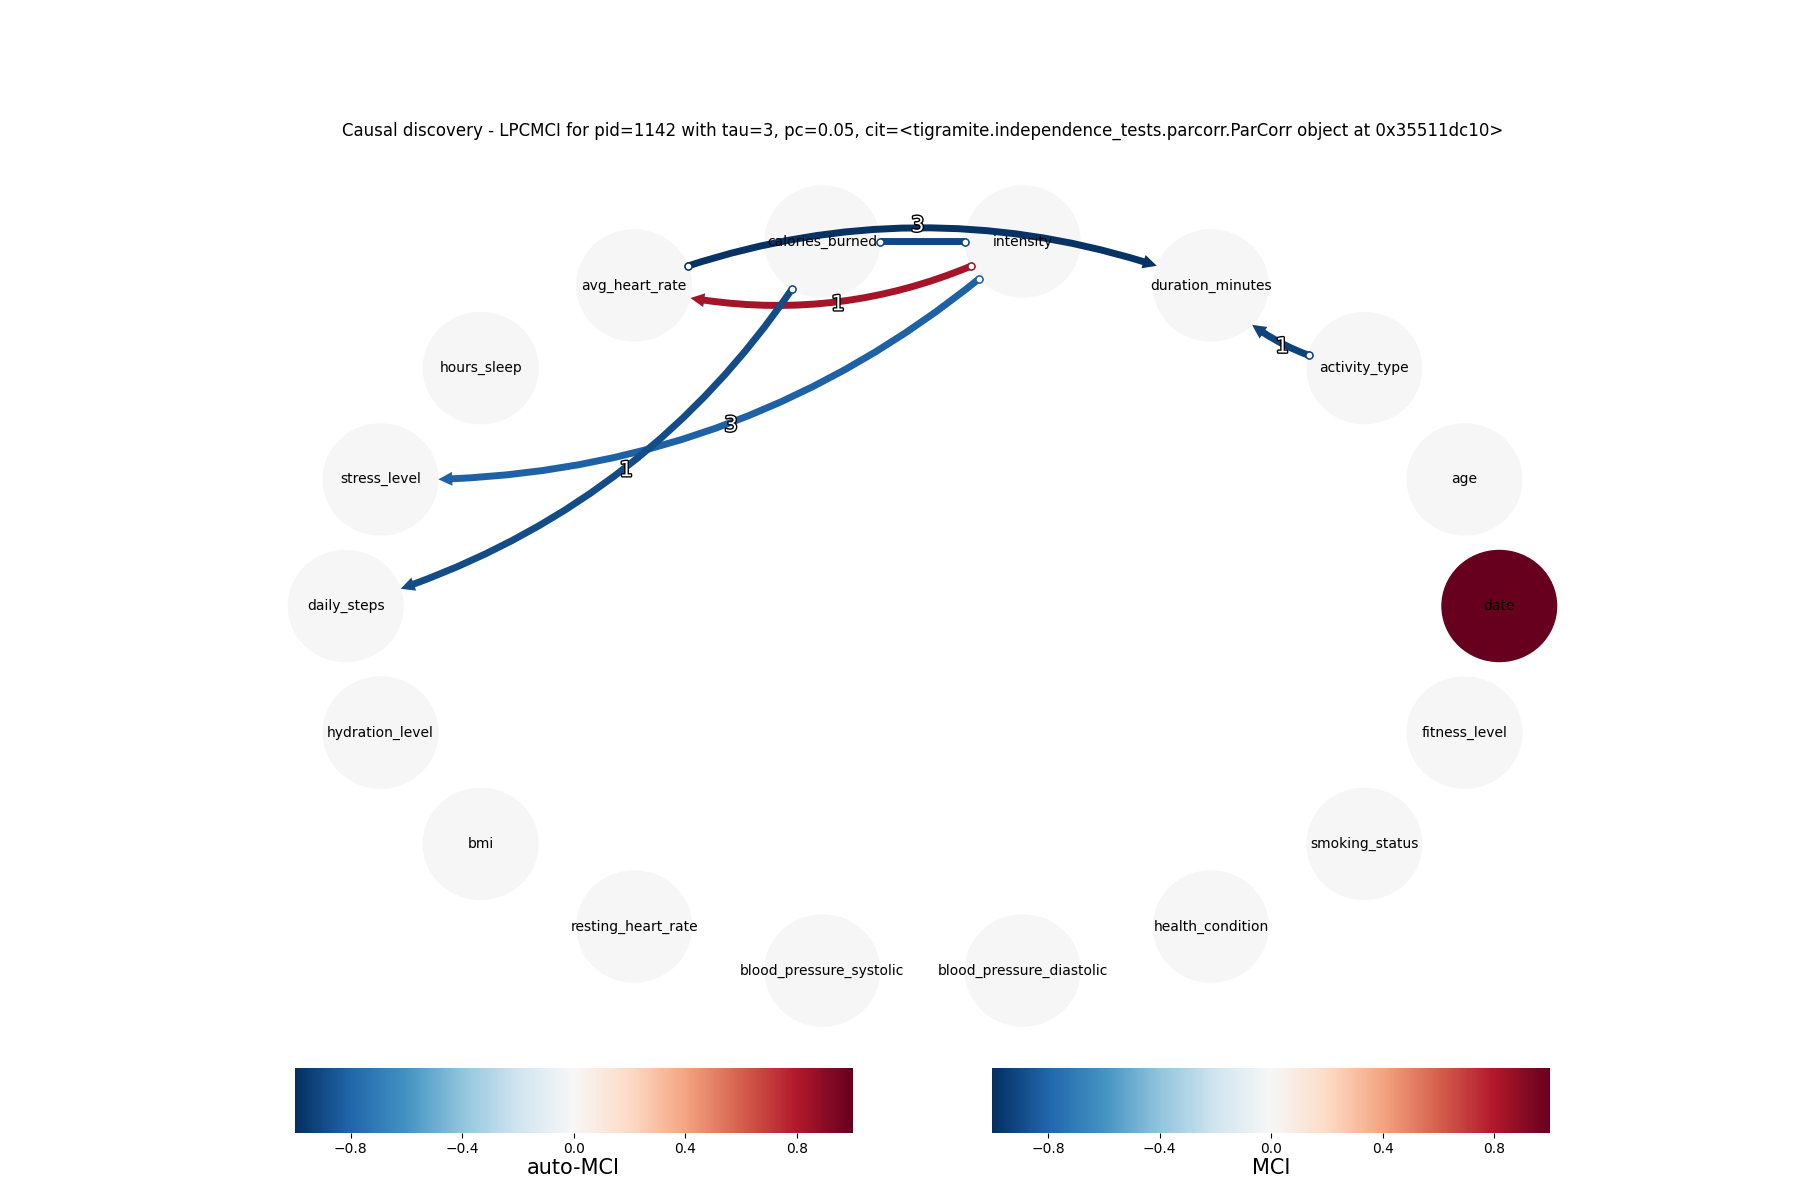 Causal discovery - LPCMCI for pid=1142 with tau=3, pc=0.05, cit=<tigramite.independence_tests.parcorr.ParCorr object at 0x35511dc10>
3
calories_burned
intensity
avg_heart_rate
duration_minutes
1
1
hours_sleep
activity_type
3
1
stress_level
age
daily_steps
date
hydration_level
fitness_level
bmi
smoking_status
resting_heart_rate
health_condition
blood_pressure_systolic
blood_pressure_diastolic
−0.8 −0.4 0.0 0.4 0.8
auto-MCI
−0.8 −0.4 0.0 0.4 0.8
MCI